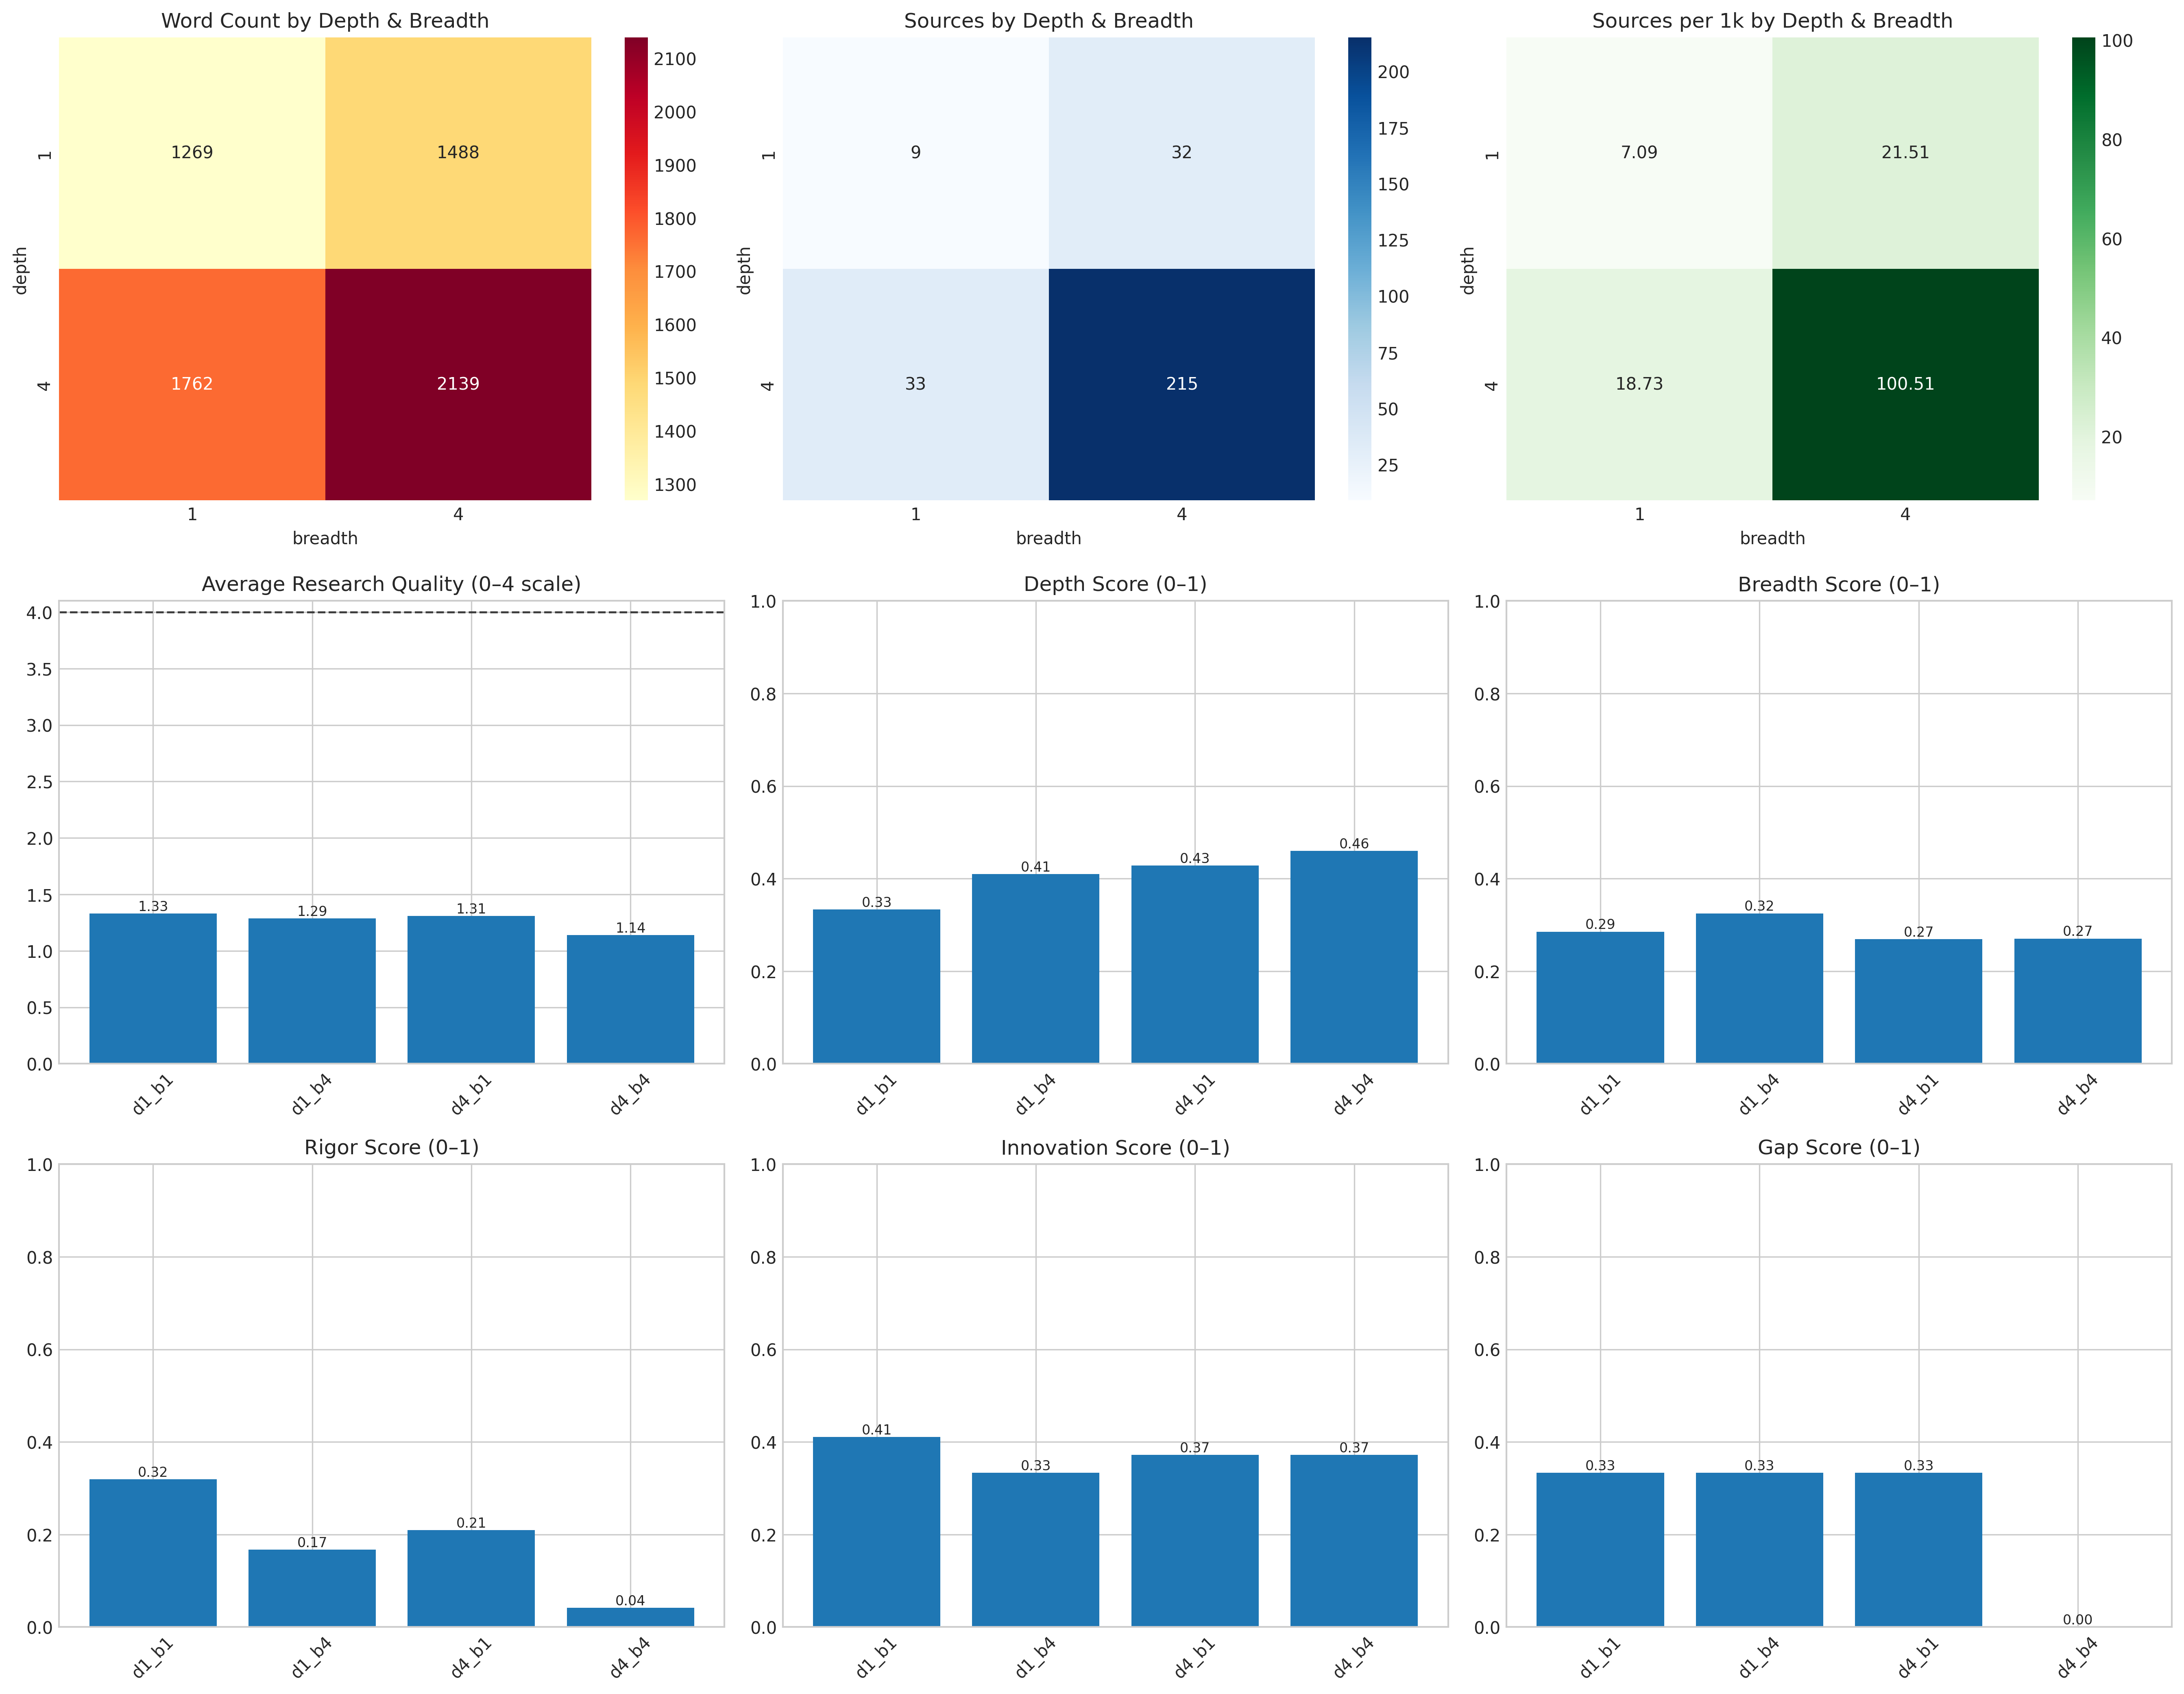 Word Count by Depth & Breadth
1269
1488
1762
2139
1
4
depth
1
4
breadth
2100
2000
1900
1800
1700
1600
1500
1400
1300
Sources by Depth & Breadth
9
32
33
215
1
4
depth
1
4
breadth
200
175
150
125
100
75
50
25
Sources per 1k by Depth & Breadth
7.09
21.51
18.73
100.51
1
4
depth
1
4
breadth
100
80
60
40
20
Average Research Quality (0–4 scale)
4.0
3.5
3.0
2.5
2.0
1.5
1.0
0.5
0.0
1.33
1.29
1.31
1.14
d1_b1
d1_b4
d4_b1
d4_b4
Depth Score (0–1)
1.0
0.8
0.6
0.4
0.2
0.0
0.33
0.41
0.43
0.46
d1_b1
d1_b4
d4_b1
d4_b4
Breadth Score (0–1)
1.0
0.8
0.6
0.4
0.2
0.0
0.29
0.32
0.27
0.27
d1_b1
d1_b4
d4_b1
d4_b4
Rigor Score (0–1)
1.0
0.8
0.6
0.4
0.2
0.0
0.32
0.17
0.21
0.04
d1_b1
d1_b4
d4_b1
d4_b4
Innovation Score (0–1)
1.0
0.8
0.6
0.4
0.2
0.0
0.41
0.33
0.37
0.37
d1_b1
d1_b4
d4_b1
d4_b4
Gap Score (0–1)
1.0
0.8
0.6
0.4
0.2
0.0
0.33
0.33
0.33
0.00
d1_b1
d1_b4
d4_b1
d4_b4